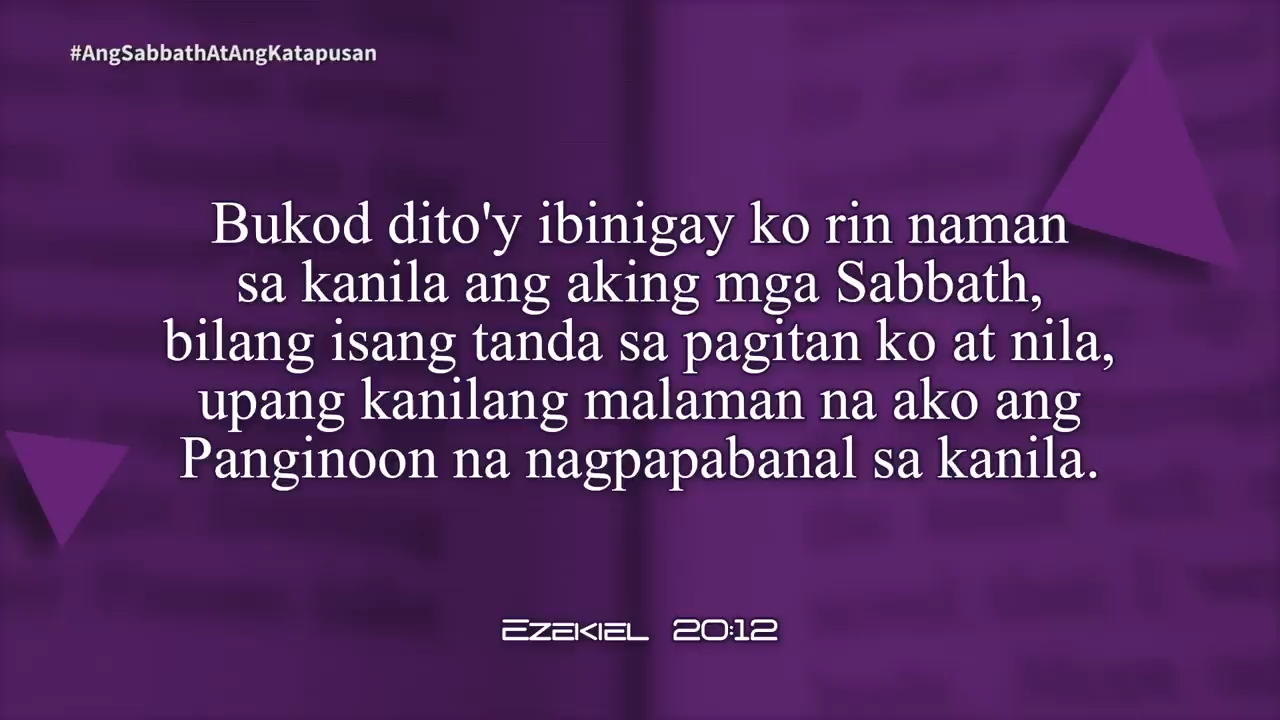 #AngSabbathAtAngKatapusan
Bukod dito'y ibinigay ko rin naman
sa kanila ang aking mga Sabbath,
bilang isang tanda sa pagitan ko at nila,
upang kanilang malaman na ako ang
Panginoon na nagpapabanal sa kanila.
Ezekiel 20:12